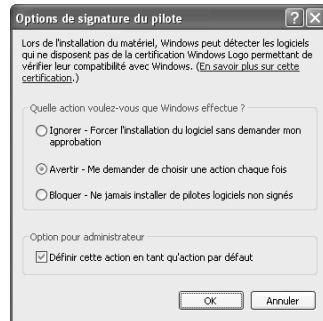 Options de signature du pilote
Lors de l'installation du matériel, Windows peut détecter les logiciels
qui ne disposent pas de la certification Windows Logo permettant de
vérifier leur compatibilité avec Windows. (En savoir plus sur cette
certification.)
Quelle action voulez-vous que Windows effectue ?
Ignorer - Forcer l'installation du logiciel sans demander mon
approbation
Avertir - Me demander de choisir une action chaque fois
Bloquer - Ne jamais installer de pilotes logiciels non signés
Option pour administrateur
Définir cette action en tant qu'action par défaut
OK Annuler